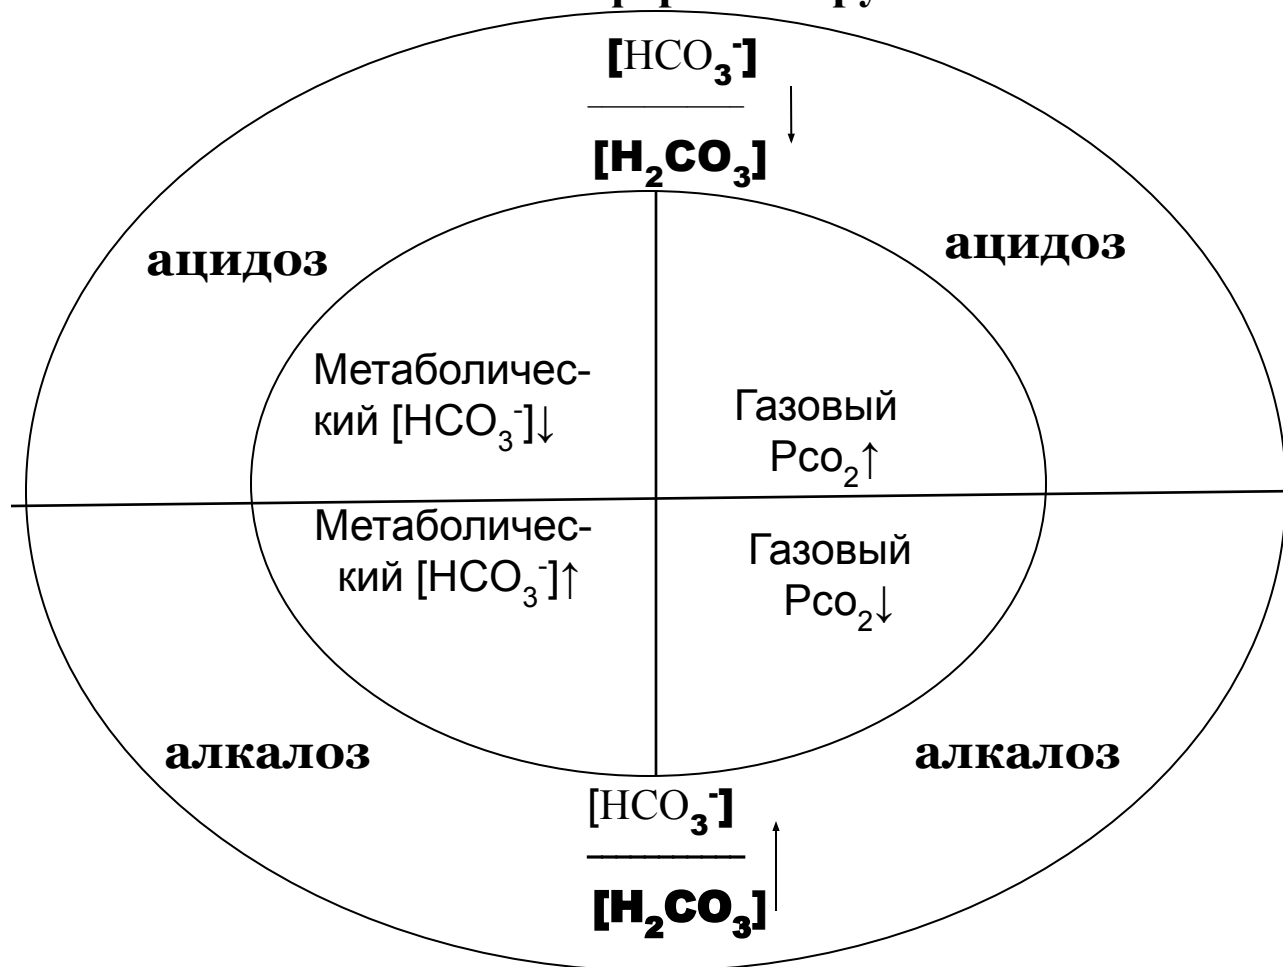 [HCO₃⁻]
[H₂CO₃] ↓
ацидоз
ацидоз
Метаболичес-
кий [HCO₃⁻]↓
Газовый
Pco₂↑
Метаболичес-
кий [HCO₃⁻]↑
Газовый
Pco₂↓
алкалоз
алкалоз
[HCO₃⁻]
[H₂CO₃] ↑